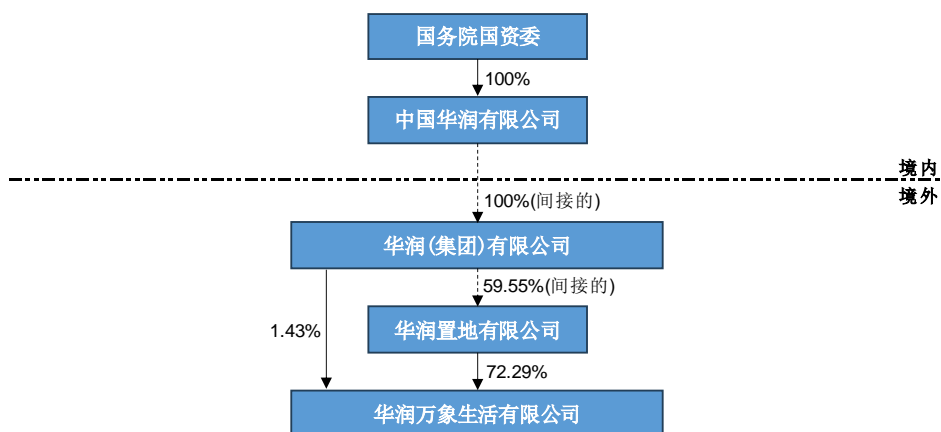 国务院国资委
100%
中国华润有限公司
境内
境外
100%(间接的)
华润(集团)有限公司
59.55%(间接的)
1.43%
华润置地有限公司
72.29%
华润万象生活有限公司